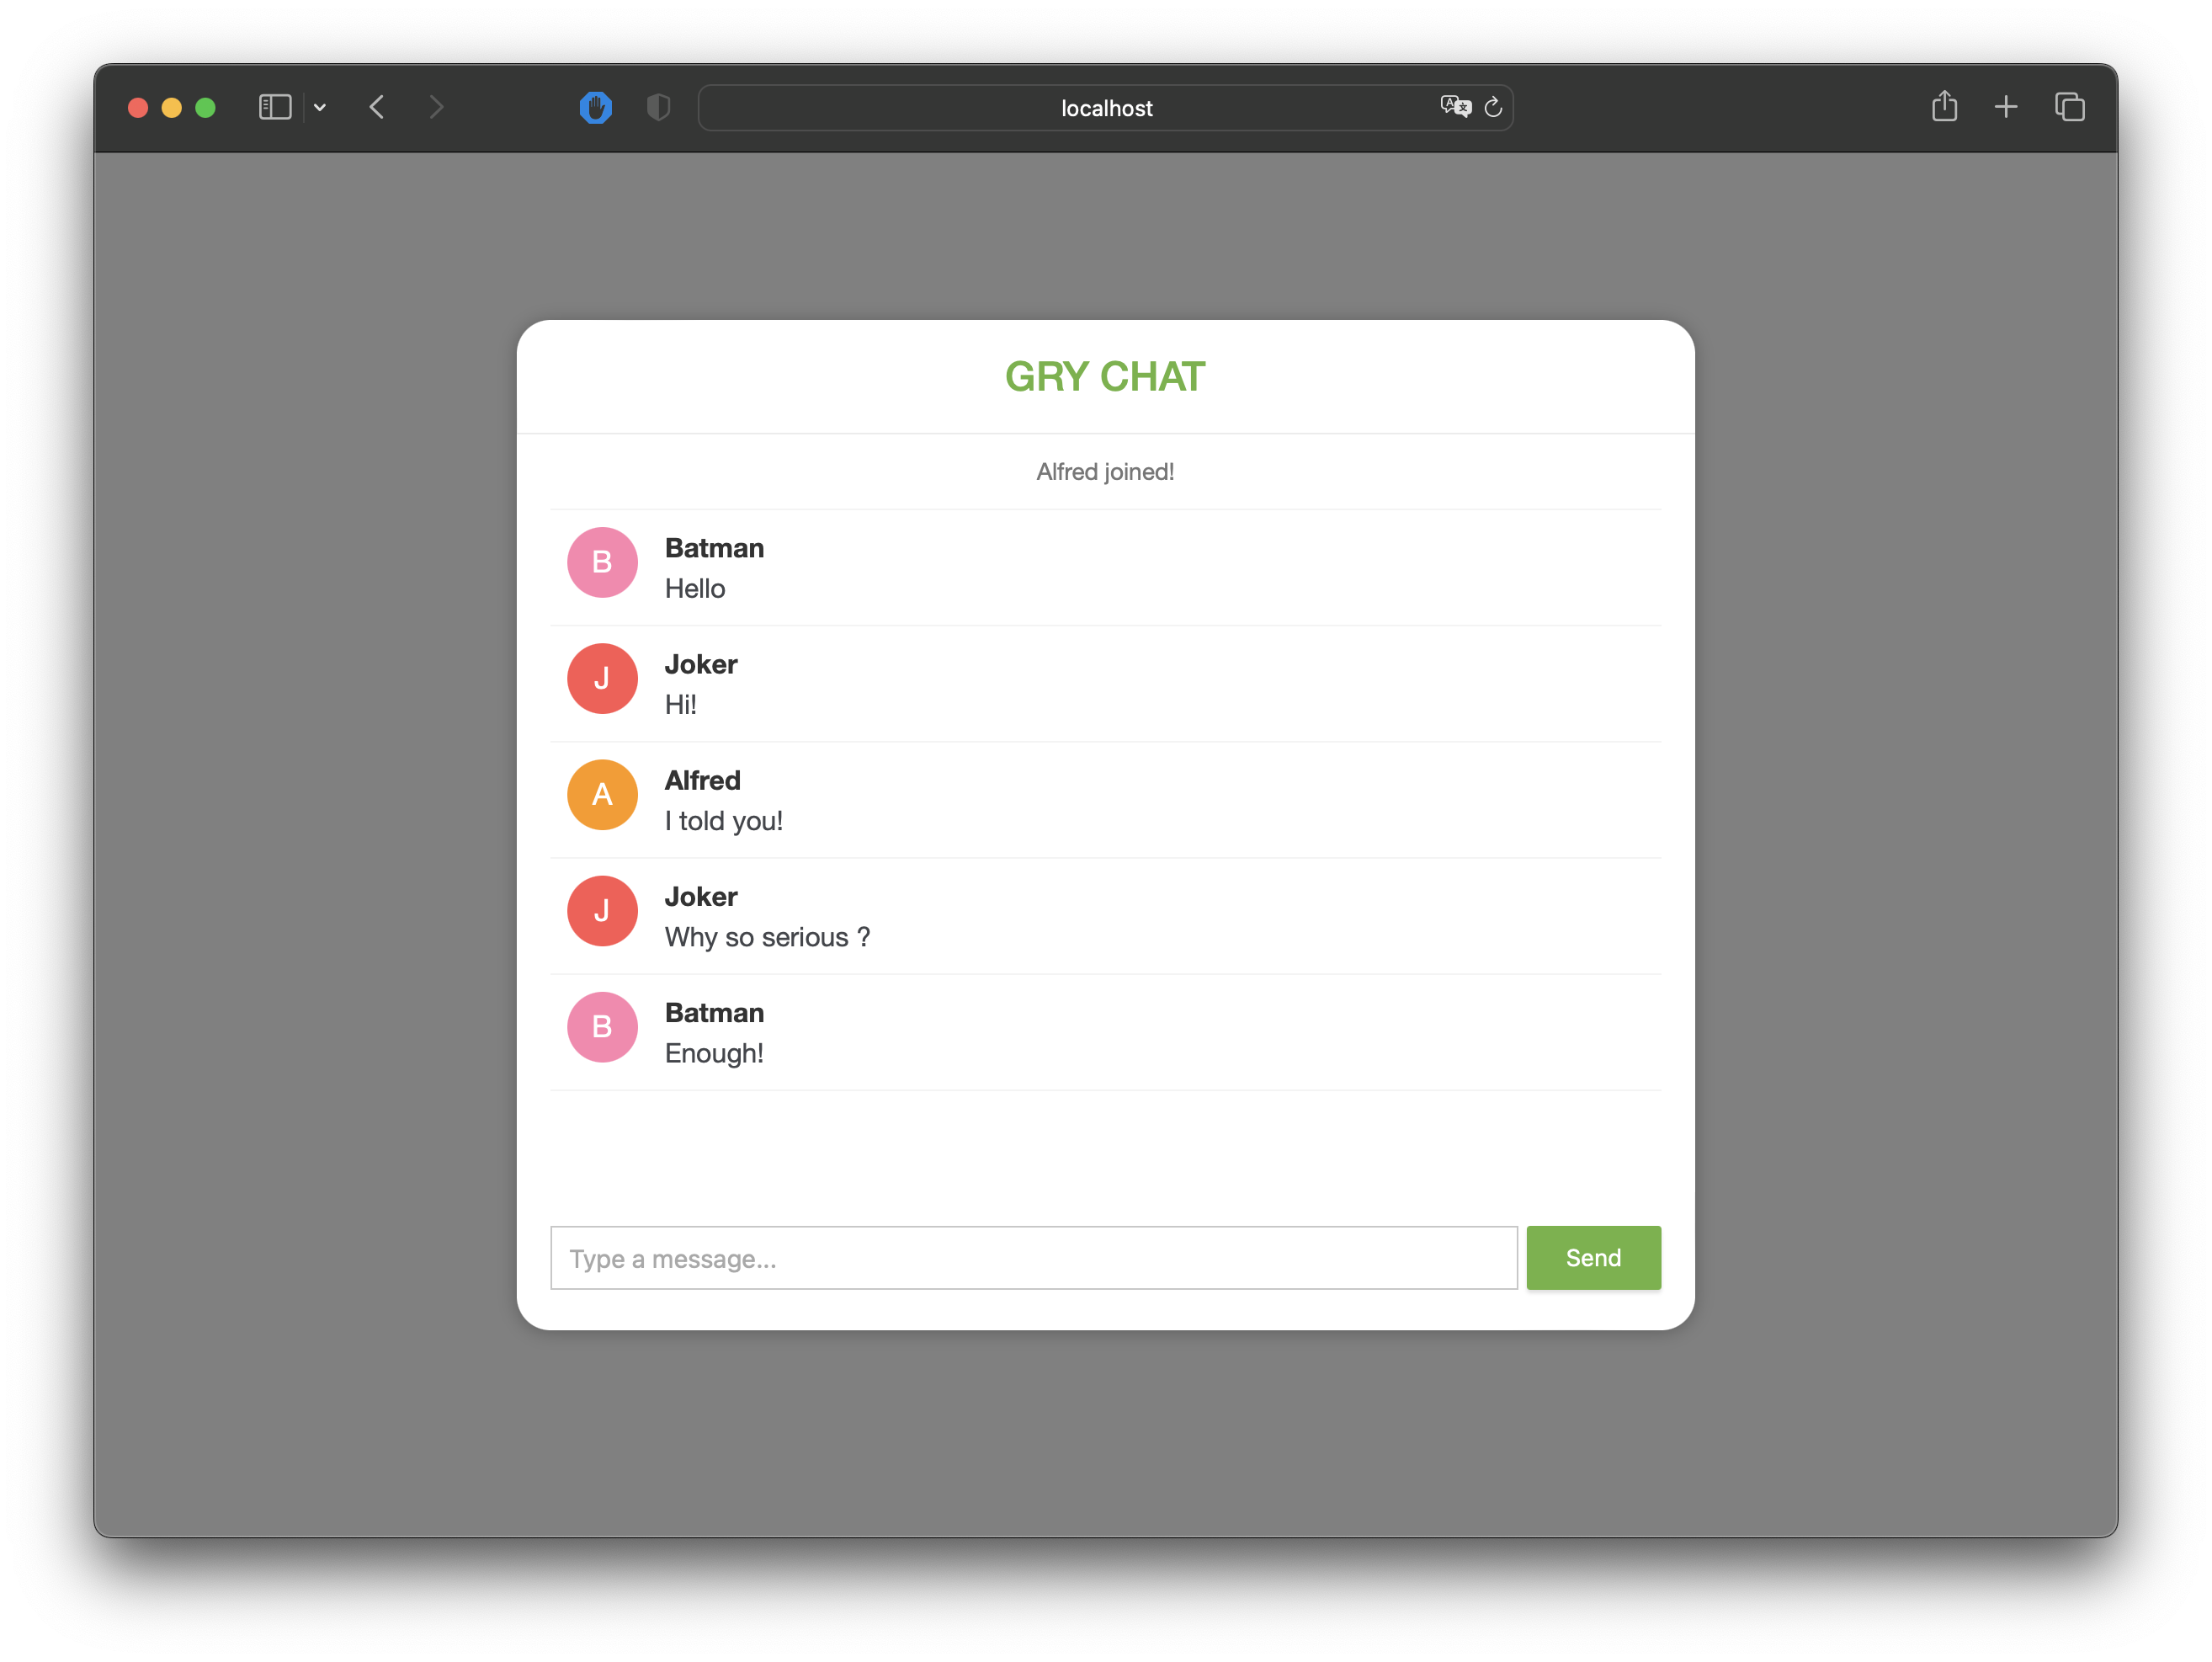 localhost
GRY CHAT
Alfred joined!
B
Batman
Hello
J
Joker
Hi!
A
Alfred
I told you!
J
Joker
Why so serious ?
B
Batman
Enough!
Type a message...
Send